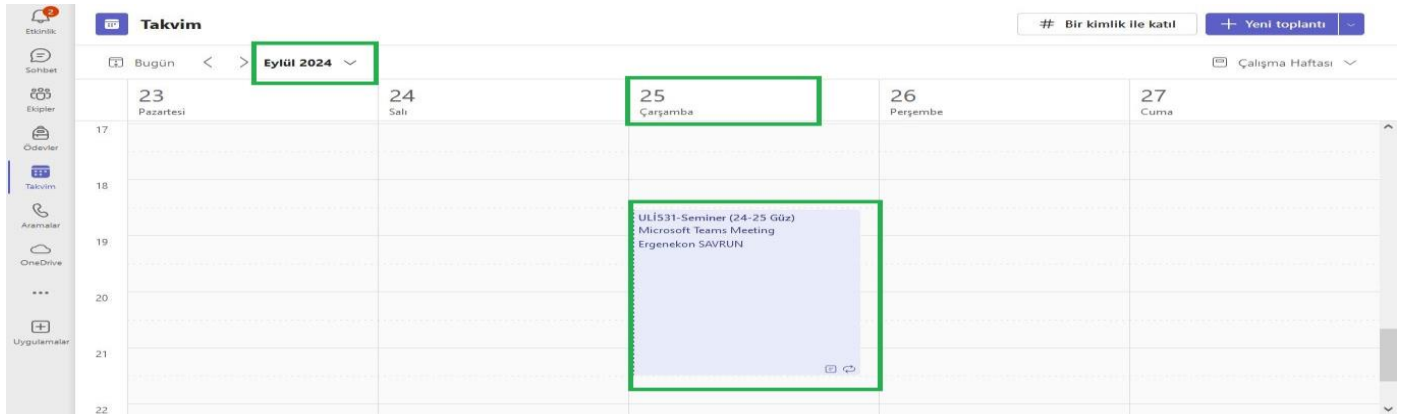 2
Etkinlik
Takvim
# Bir kimlik ile katıl
+ Yeni toplantı
Sohbet
Bugün
Eylül 2024
Çalışma Haftası
Ekipler
23
Pazartesi
24
Salı
25
Çarşamba
26
Perşembe
27
Cuma
Ödevler
17
Takvim
18
Aramalar
ULİ531-Seminer (24-25 Güz)
Microsoft Teams Meeting
Ergenekon SAVRUN
19
OneDrive
20
Uygulamalar
21
22